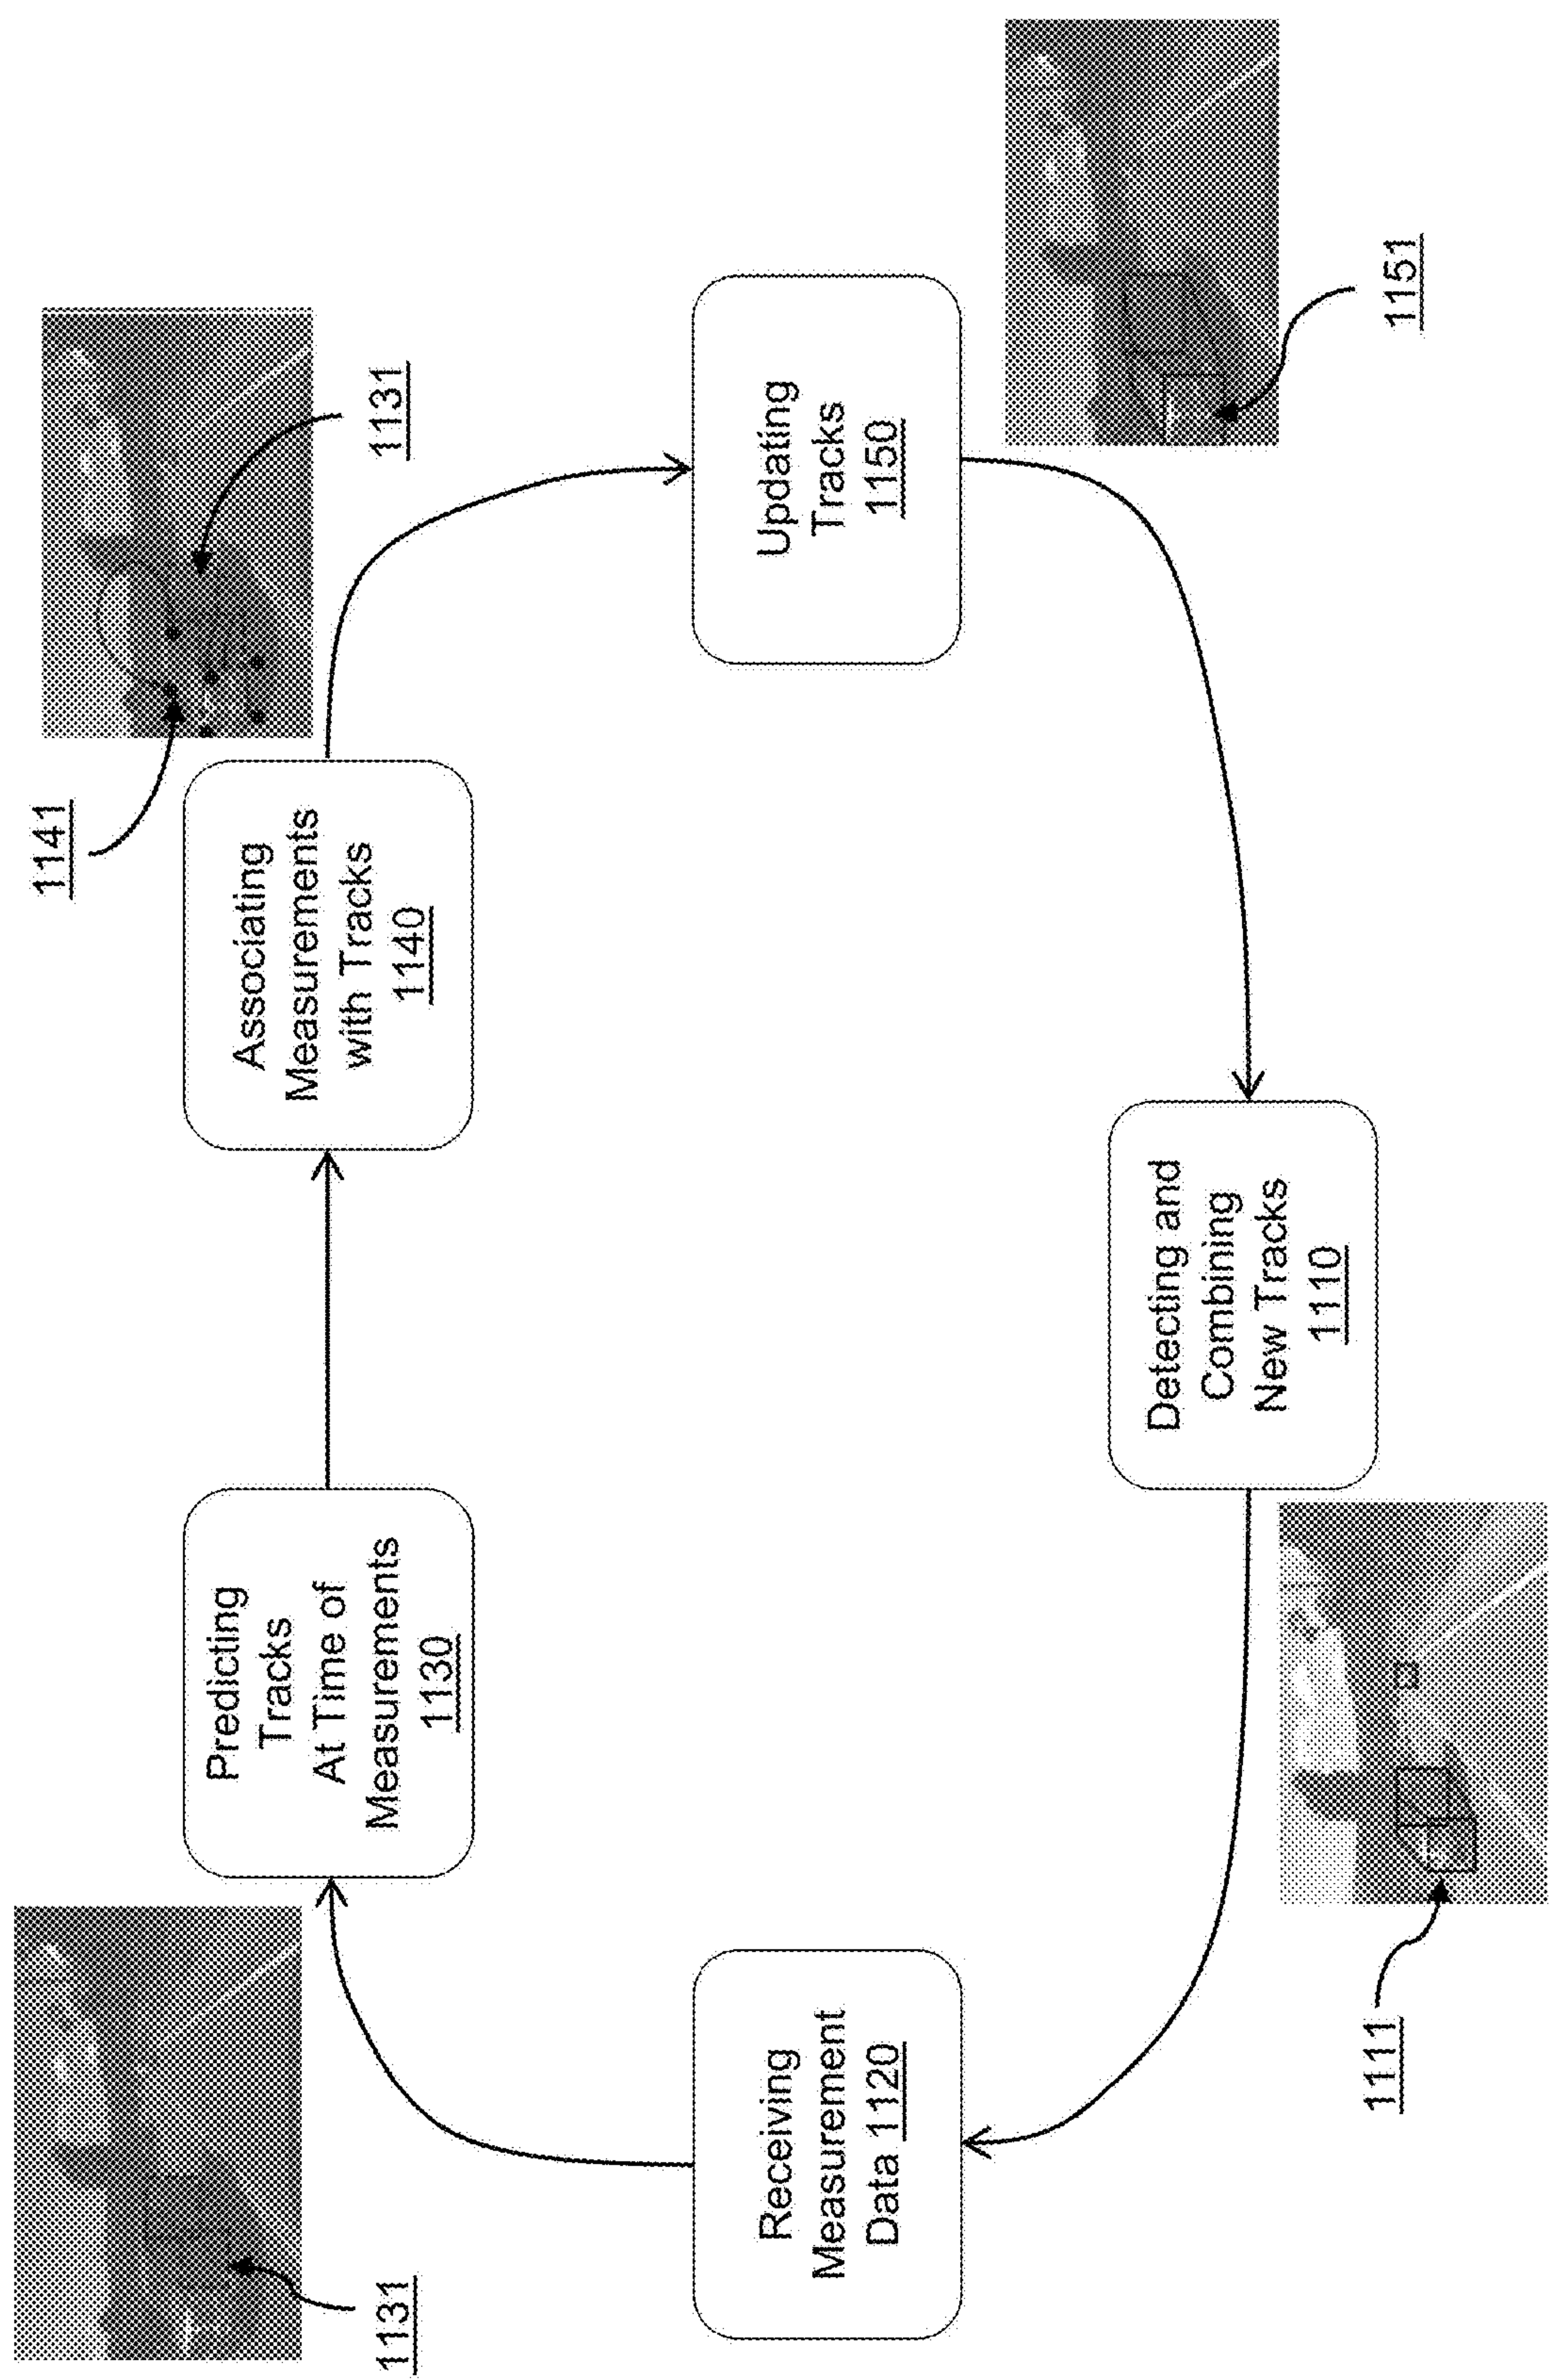 1131
Predicting
Tracks
At Time of
Measurements
1130
1141
Associating
Measurements
with Tracks
1140
1131
Receiving
Measurement
Data 1120
Updating
Tracks
1150
1151
Detecting and
Combining
New Tracks
1110
1111